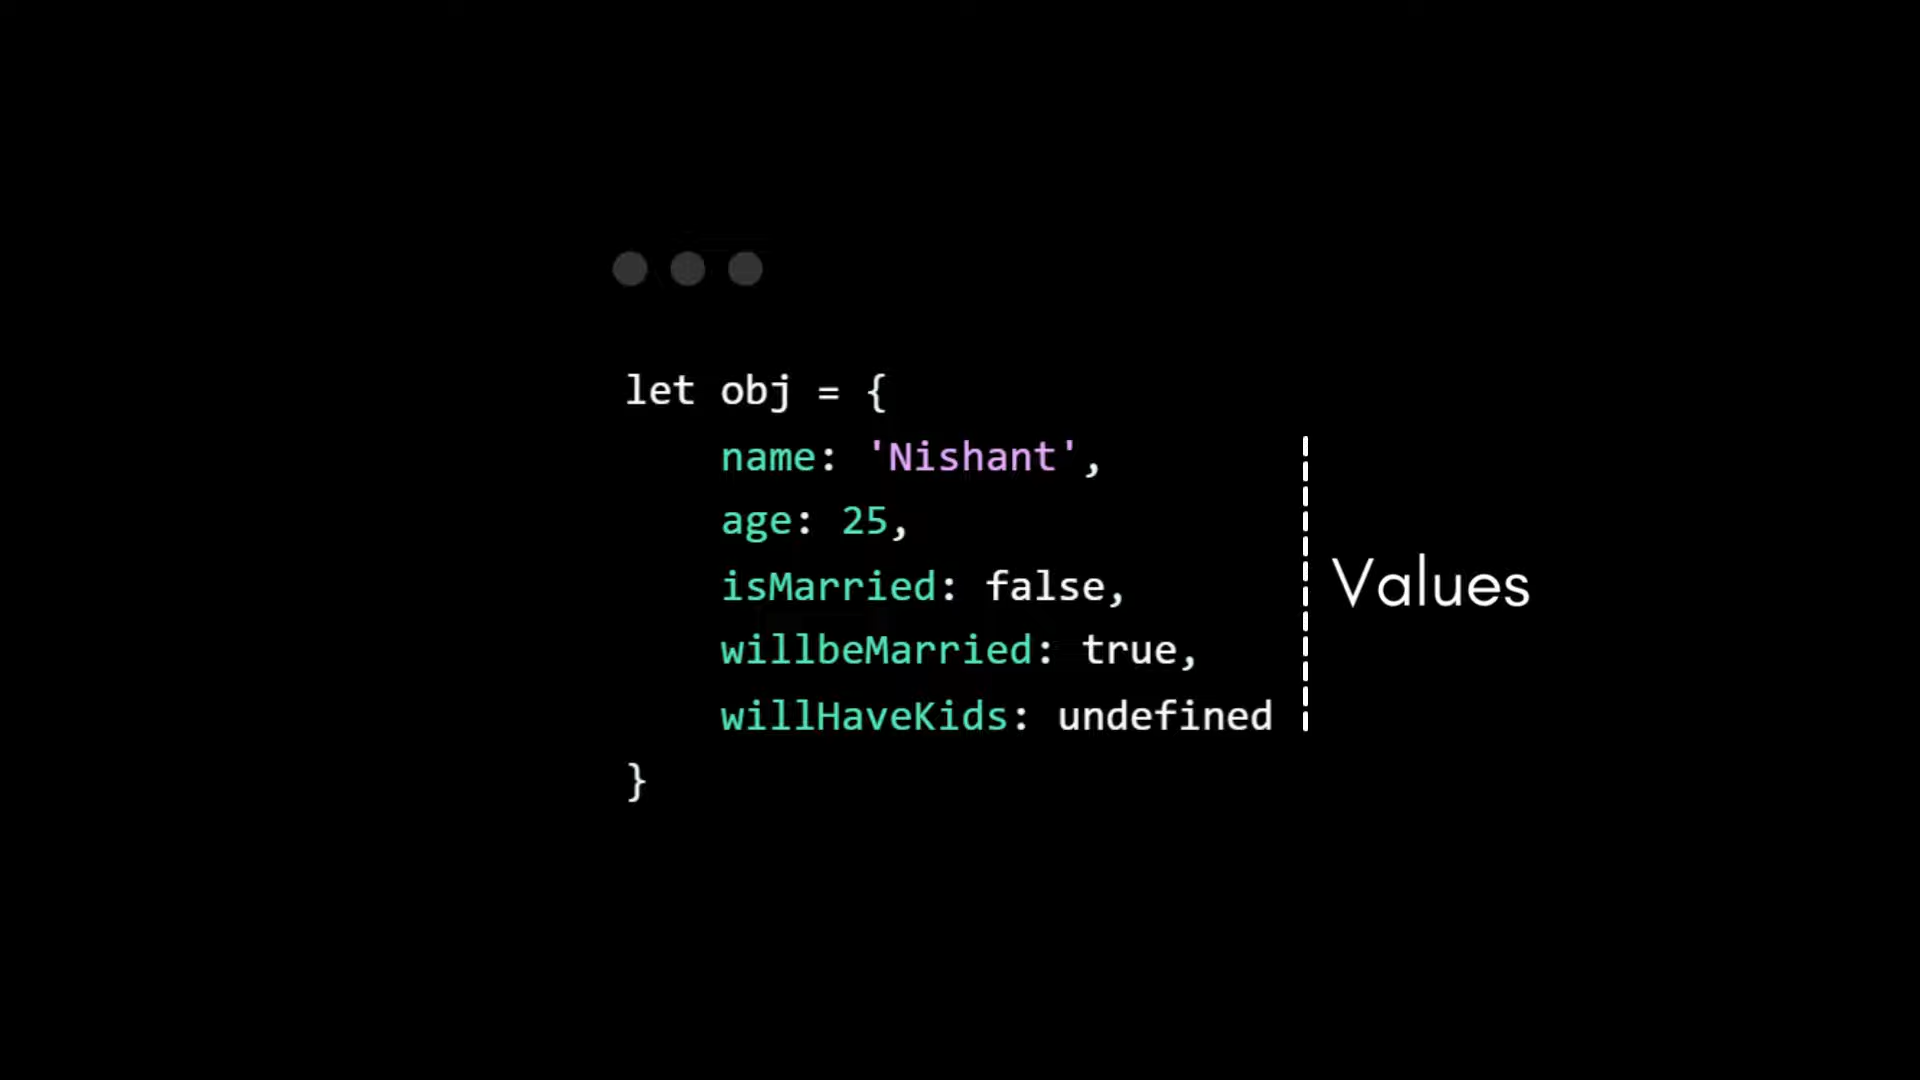 let obj = {
    name: 'Nishant',
    age: 25,
    isMarried: false,
    willbeMarried: true,
    willHaveKids: undefined
}
Values